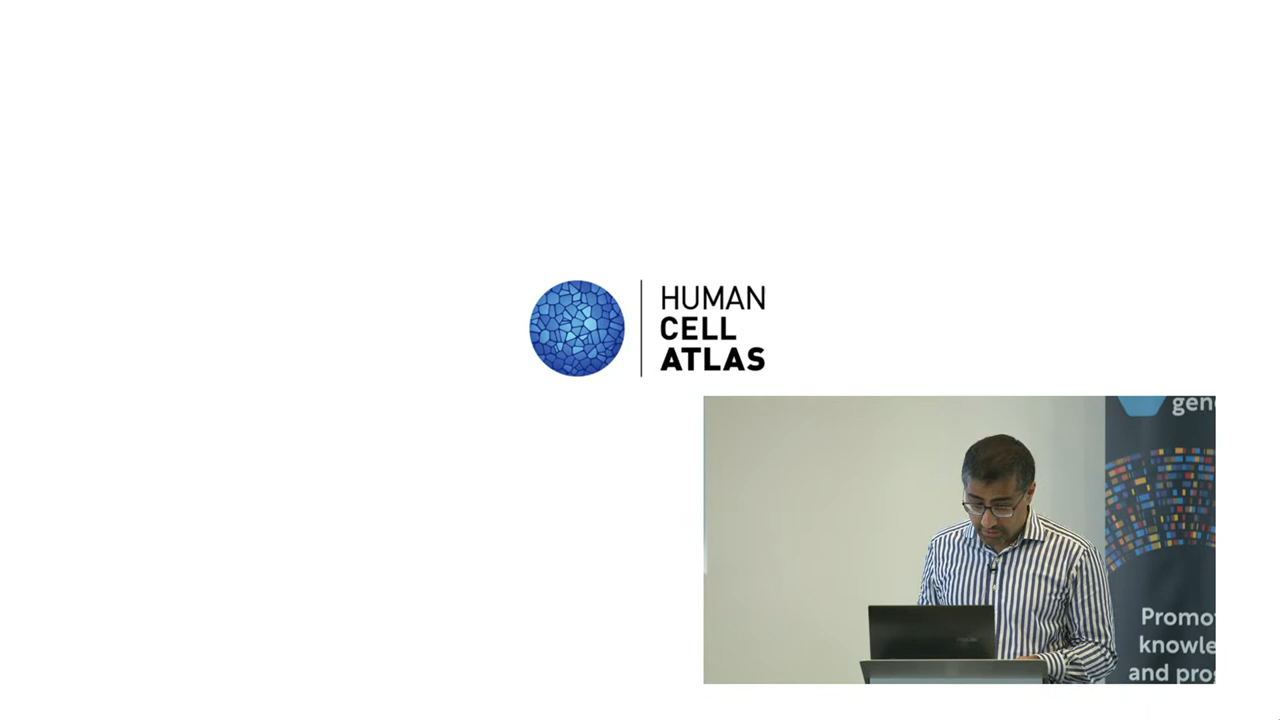 HUMAN
CELL
ATLAS
gen
Promo
knowle
and pro